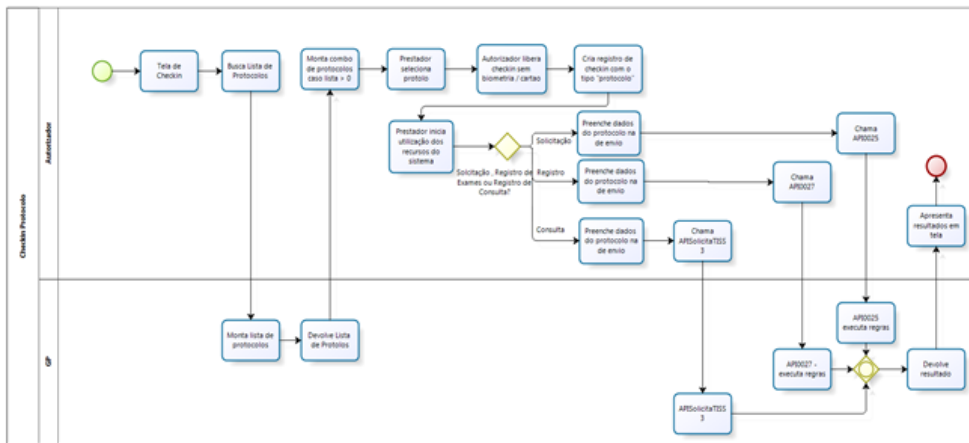 Checkin Protocolo
Autorizador
Tela de
Checkin
Busca Lista de
Protocolos
Monta combo
de protocolos
caso lista > 0
Prestador
seleciona
protolo
Autorizador libera
checkin sem
biometria / cartao
Cria registro de
checkin com o
tipo "protocolo"
Prestador inicia
utilização dos
recursos do
sistema
Solicitação , Registro de
Exames ou Registro de
Consulta?
Solicitação
Preenche dados
do protocolo na
de envio
Chama
API0025
Registro
Preenche dados
do protocolo na
de envio
Chama
API0027
Consulta
Preenche dados
do protocolo na
de envio
Chama
APISolicitaTISS
3
Apresenta
resultados em
tela
GP
Monta lista de
protocolos
Devolve Lista
de Protolos
API0025
executa regras
API0027 -
executa regras
Devolve
resultado
APISolicitaTISS
3